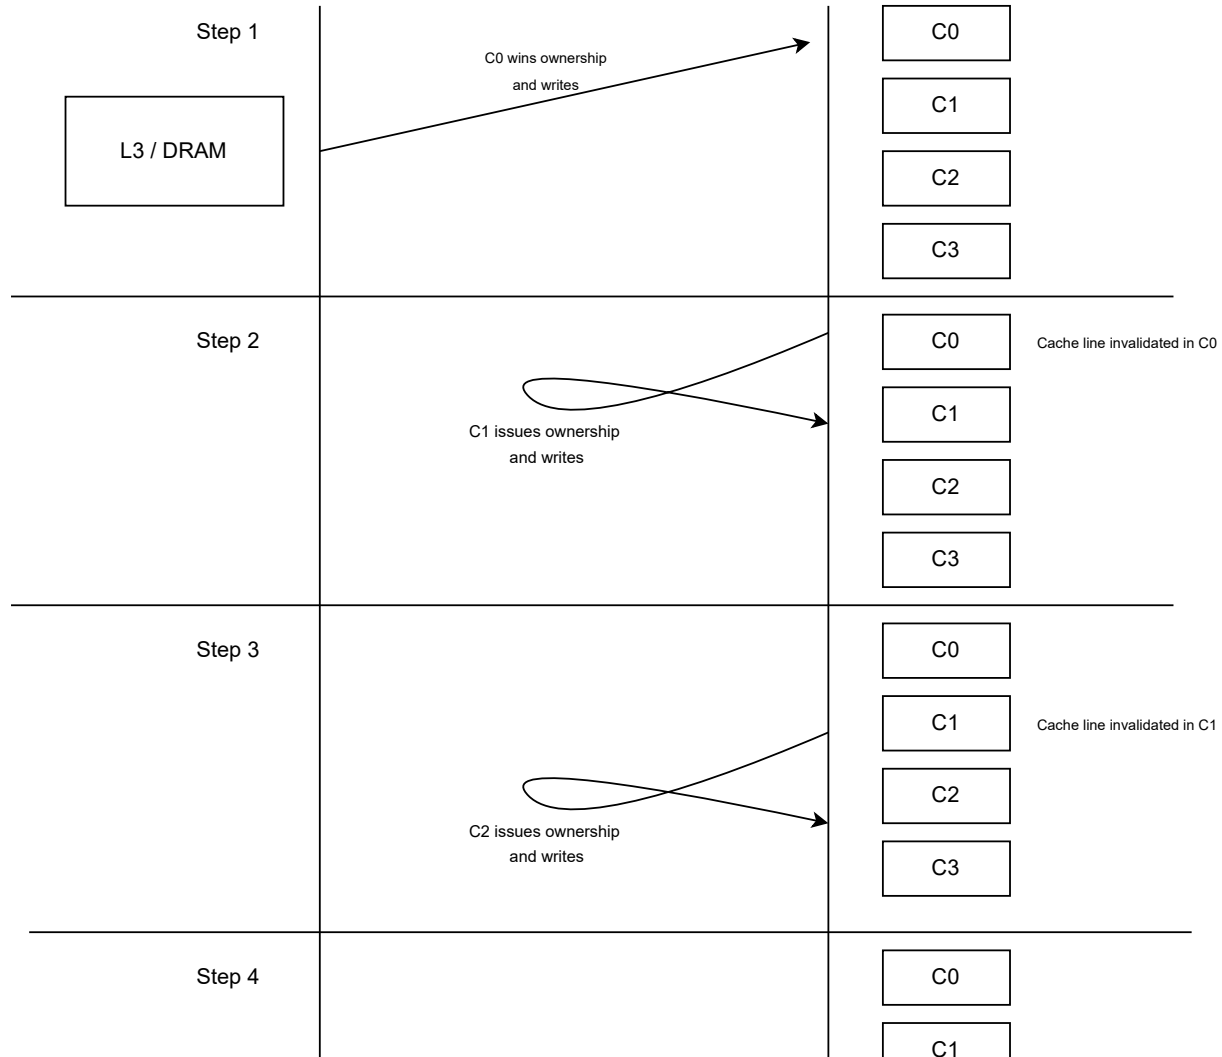 Step 1
C0 wins ownership
and writes
L3 / DRAM
C0
C1
C2
C3
Step 2
C0
Cache line invalidated in C0
C1 issues ownership
and writes
C1
C2
C3
Step 3
C0
C1
Cache line invalidated in C1
C2 issues ownership
and writes
C2
C3
Step 4
C0
C1